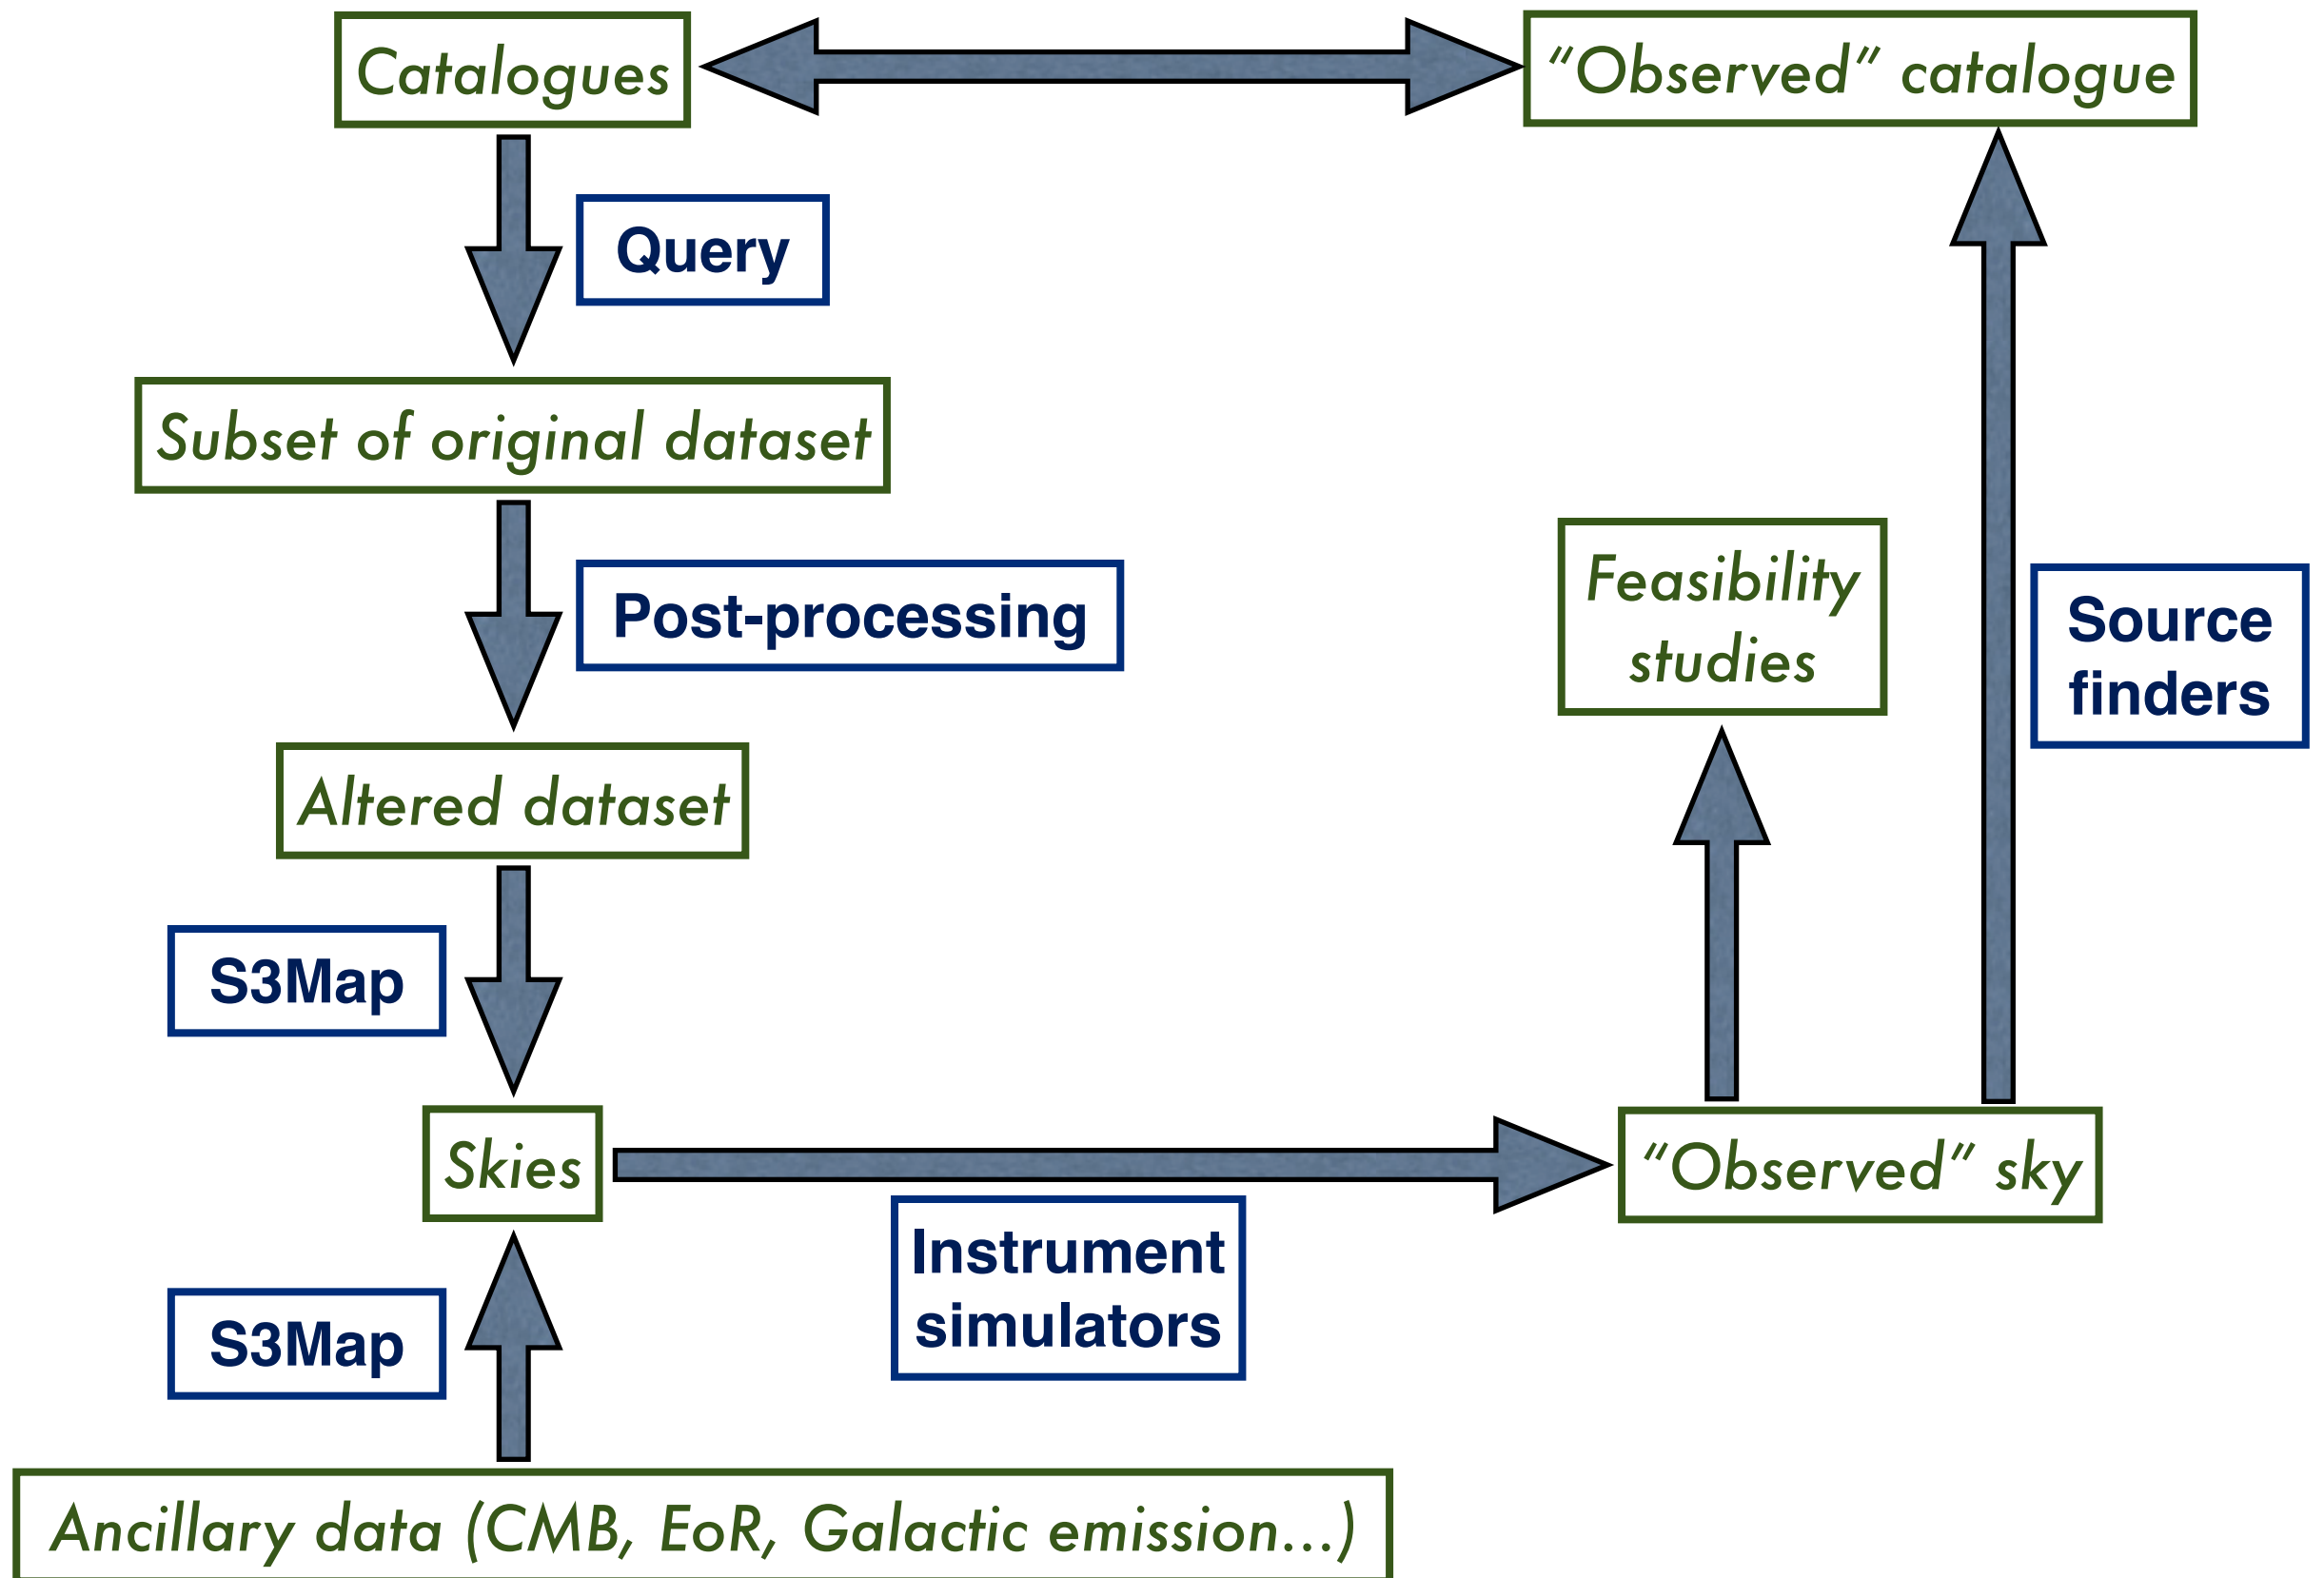 Catalogues
“Observed” catalogue
Query
Subset of original dataset
Feasibility
studies
Post-processing
Source
finders
Altered dataset
S3Map
Skies
“Observed” sky
Instrument
simulators
S3Map
Ancillary data (CMB, EoR, Galactic emission...)